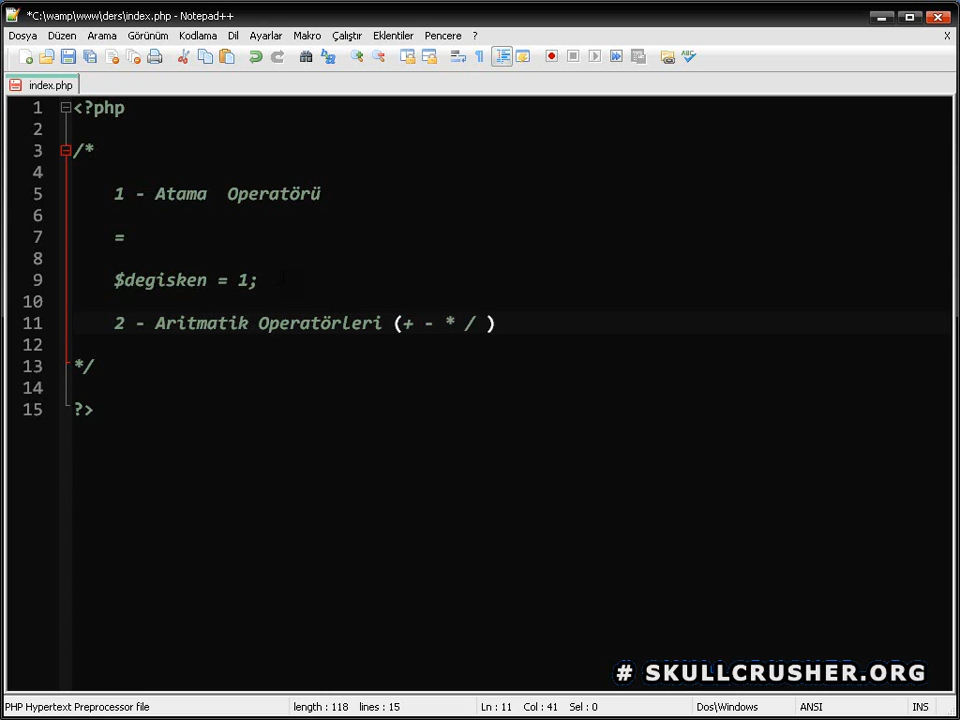 *C:\wamp\www\ders\index.php - Notepad++
Dosya Düzen Arama Görünüm Kodlama Dil Ayarlar Makro Çalıştır Eklentiler Pencere ? X
index.php
1 <?php
2
3 /*
4
5 1 - Atama  Operatörü
6
7 =
8
9 $degisken = 1;
10
11 2 - Aritmatik Operatörleri (+ - * / )
12
13 */
14
15 ?>
# SKULLCRUSHER.ORG
PHP Hypertext Preprocessor file length : 118 lines : 15 Ln : 11 Col : 41 Sel : 0 Dos\Windows ANSI INS